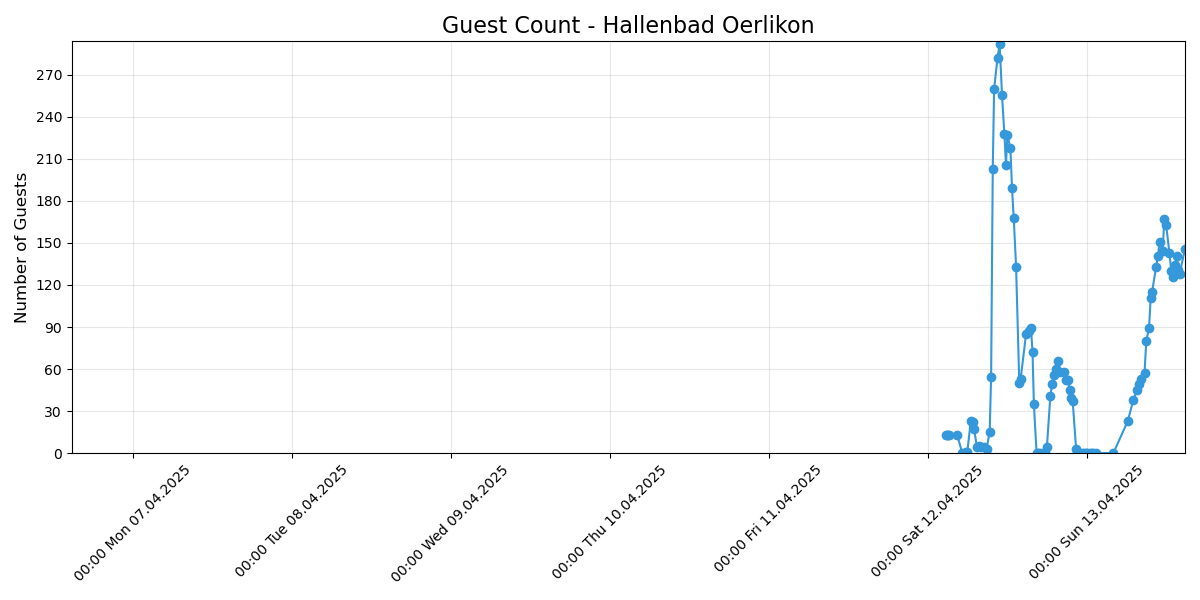 Guest Count - Hallenbad Oerlikon
Number of Guests
270
240
210
180
150
120
90
60
30
0
00:00 Mon 07.04.2025
00:00 Tue 08.04.2025
00:00 Wed 09.04.2025
00:00 Thu 10.04.2025
00:00 Fri 11.04.2025
00:00 Sat 12.04.2025
00:00 Sun 13.04.2025